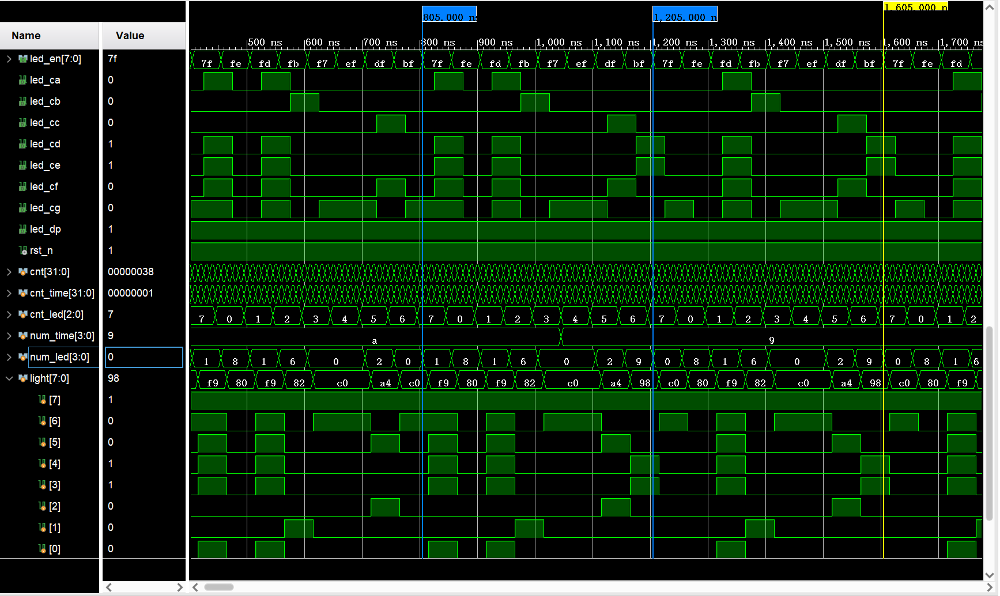 805.000 ns
1,205.000 n
1,605.000 n
Name Value
500 ns 600 ns 700 ns 800 ns 900 ns 1,000 ns 1,100 ns 1,200 ns 1,300 ns 1,400 ns 1,500 ns 1,600 ns 1,700 ns
led_en[7:0] 7f 7f fe fd fb f7 ef df bf 7f fe fd fb f7 ef df bf 7f fe fd fb f7 ef df bf 7f fe fd
led_ca 0
led_cb 0
led_cc 0
led_cd 1
led_ce 1
led_cf 0
led_cg 0
led_dp 1
rst_n 1
cnt[31:0] 00000038
cnt_time[31:0] 00000001
cnt_led[2:0] 7 7 0 1 2 3 4 5 6 7 0 1 2 3 4 5 6 7 0 1 2 3 4 5 6 7 0 1 2
num_time[3:0] 9 a 9
num_led[3:0] 0 1 8 1 6 0 2 0 1 8 1 6 0 2 9 0 8 1 6 0 2 9 0 8 1 6
light[7:0] 98 f9 80 f9 82 c0 a4 c0 f9 80 f9 82 c0 a4 98 c0 80 f9 82 c0 a4 98 c0 80 f9
[7] 1
[6] 0
[5] 0
[4] 1
[3] 1
[2] 0
[1] 0
[0] 0